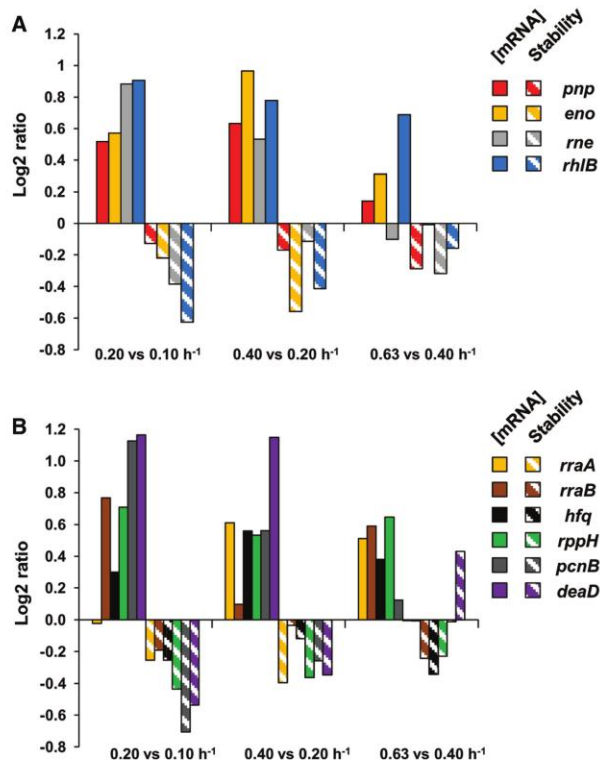 A
[mRNA]
Stability
1.2
1
0.8
0.6
0.4
0.2
0
-0.2
-0.4
-0.6
-0.8
Log2 ratio
pnp
eno
rne
rhlB
0.20 vs 0.10 h-1
0.40 vs 0.20 h-1
0.63 vs 0.40 h-1
B
[mRNA]
Stability
1.2
1.0
0.8
0.6
0.4
0.2
0.0
-0.2
-0.4
-0.6
-0.8
Log2 ratio
rraA
rraB
hfq
rppH
pcnB
deaD
0.20 vs 0.10 h-1
0.40 vs 0.20 h-1
0.63 vs 0.40 h-1